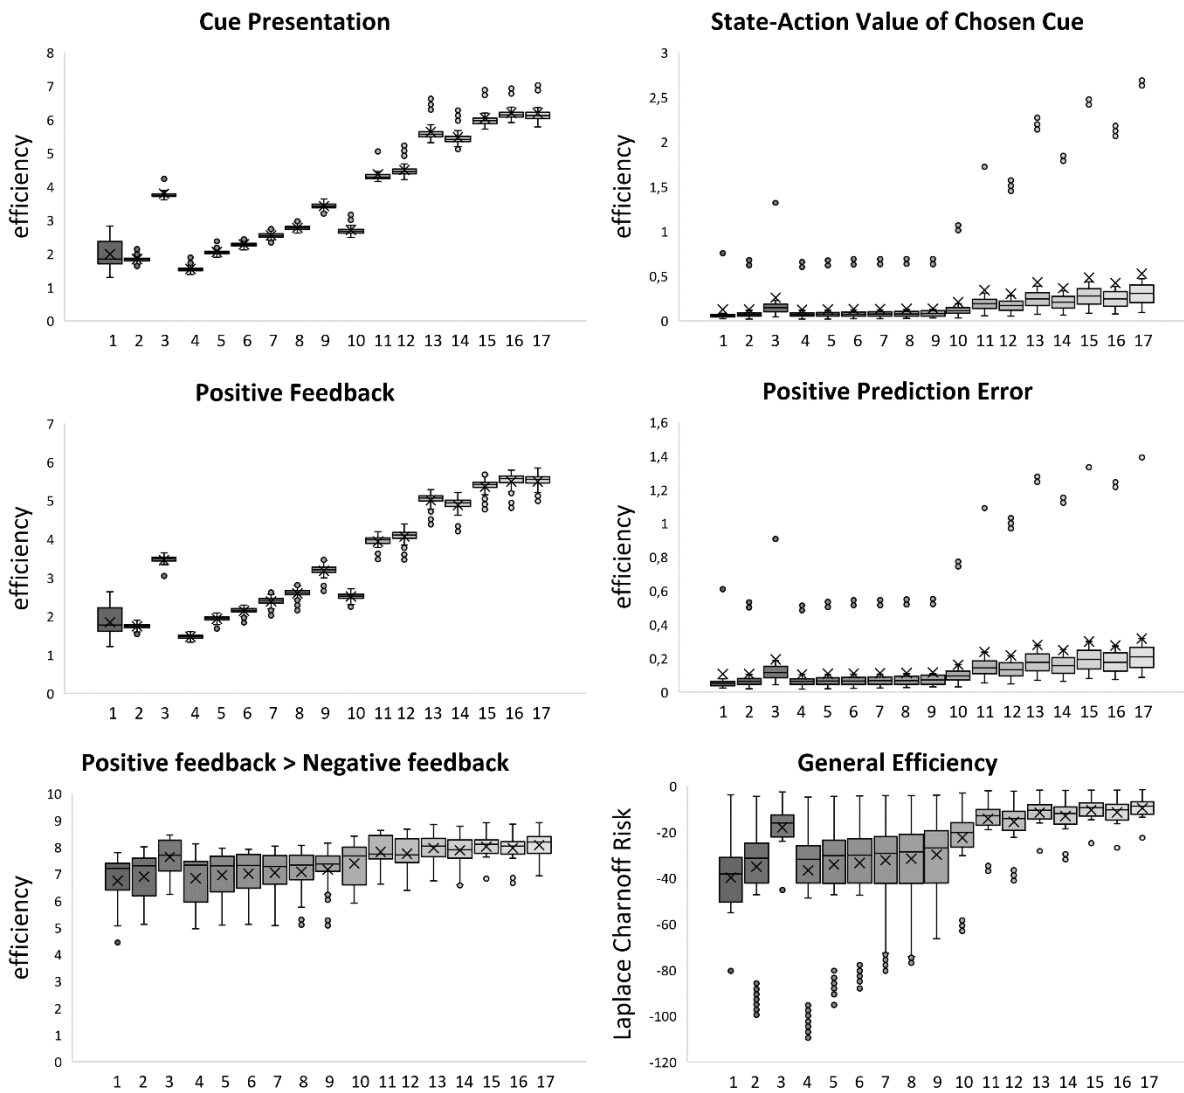 Cue Presentation
efficiency
8
7
6
5
4
3
2
1
0
1 2 3 4 5 6 7 8 9 10 11 12 13 14 15 16 17
State-Action Value of Chosen Cue
efficiency
3
2,5
2
1,5
1
0,5
0
1 2 3 4 5 6 7 8 9 10 11 12 13 14 15 16 17
Positive Feedback
efficiency
7
6
5
4
3
2
1
0
1 2 3 4 5 6 7 8 9 10 11 12 13 14 15 16 17
Positive Prediction Error
efficiency
1,6
1,4
1,2
1
0,8
0,6
0,4
0,2
0
1 2 3 4 5 6 7 8 9 10 11 12 13 14 15 16 17
Positive feedback > Negative feedback
efficiency
10
9
8
7
6
5
4
3
2
1
0
1 2 3 4 5 6 7 8 9 10 11 12 13 14 15 16 17
General Efficiency
Laplace Charnoff Risk
-0
-20
-40
-60
-80
-100
-120
1 2 3 4 5 6 7 8 9 10 11 12 13 14 15 16 17